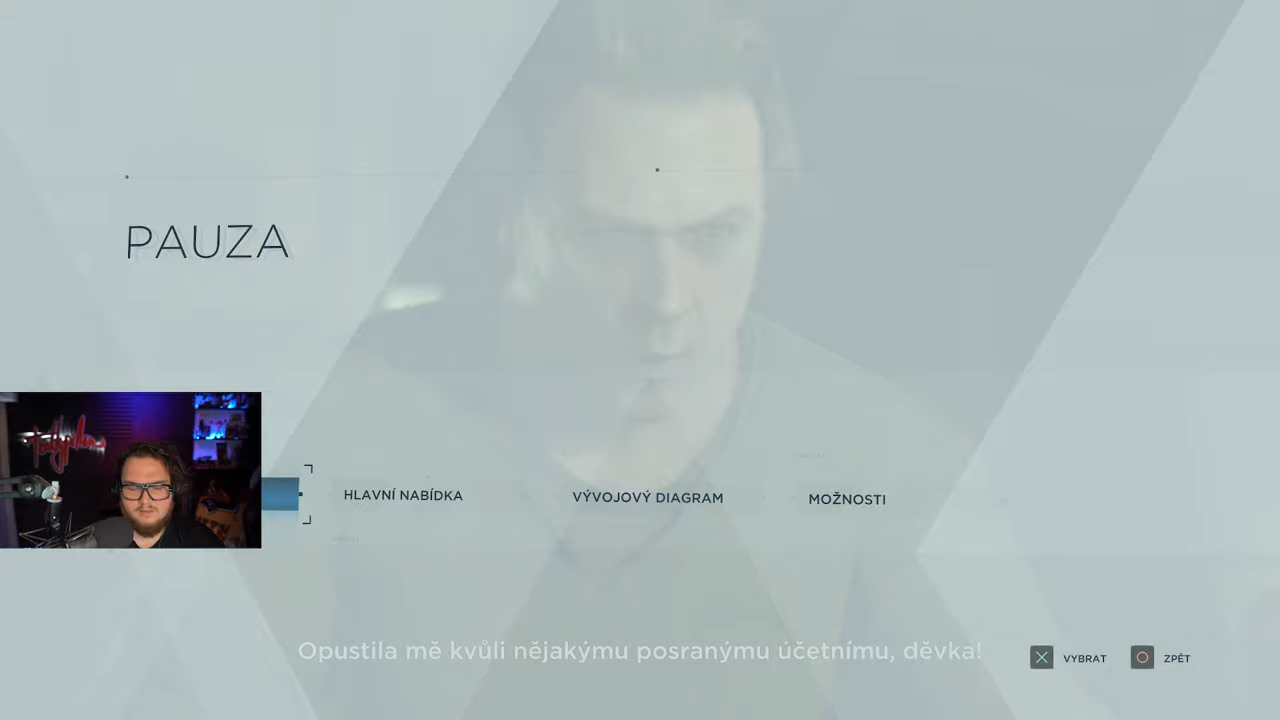 PAUZA
HLAVNÍ NABÍDKA
VÝVOJOVÝ DIAGRAM
MOŽNOSTI
Opustila mě kvůli nějakýmu posranýmu účetnímu, děvka!
VYBRAT
ZPĚT